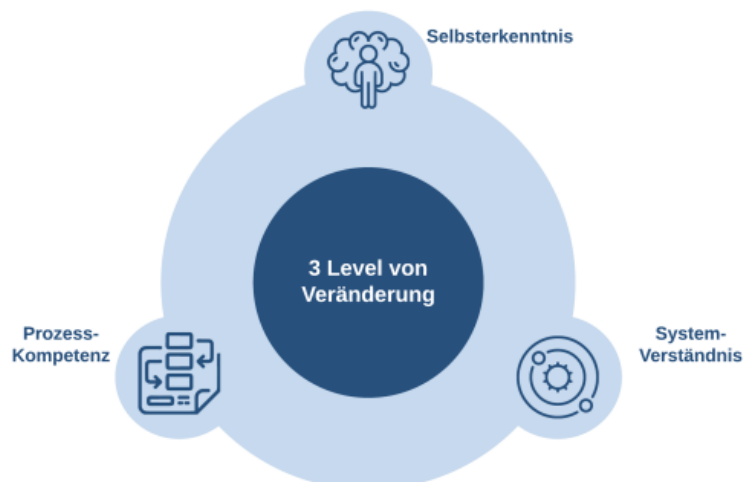 Selbsterkenntnis
3 Level von
Veränderung
Prozess-
Kompetenz
System-
Verständnis